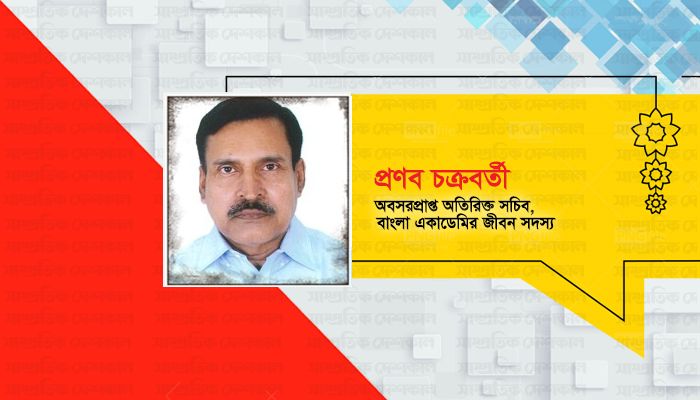 প্রণব চক্রবর্তী
অবসরপ্রাপ্ত অতিরিক্ত সচিব,
বাংলা একাডেমির জীবন সদস্য